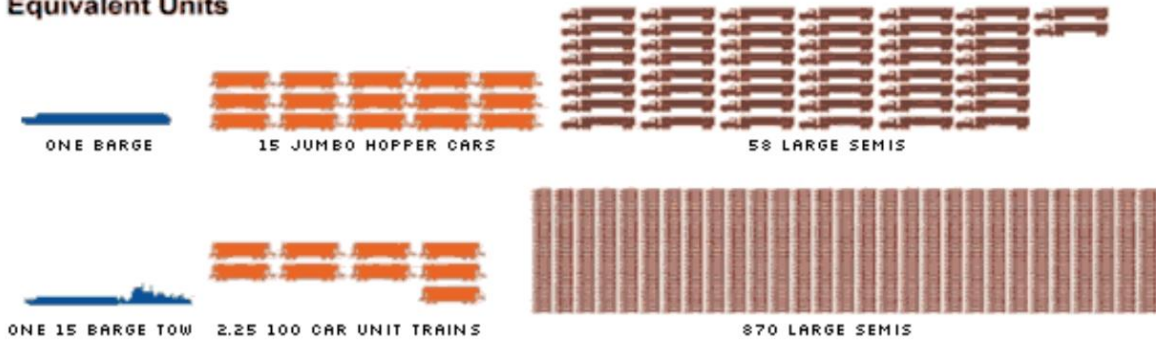 Equivalent Units
ONE BARGE
15 JUMBO HOPPER CARS
58 LARGE SEMIS
ONE 15 BARGE TOW
2.25 100 CAR UNIT TRAINS
870 LARGE SEMIS